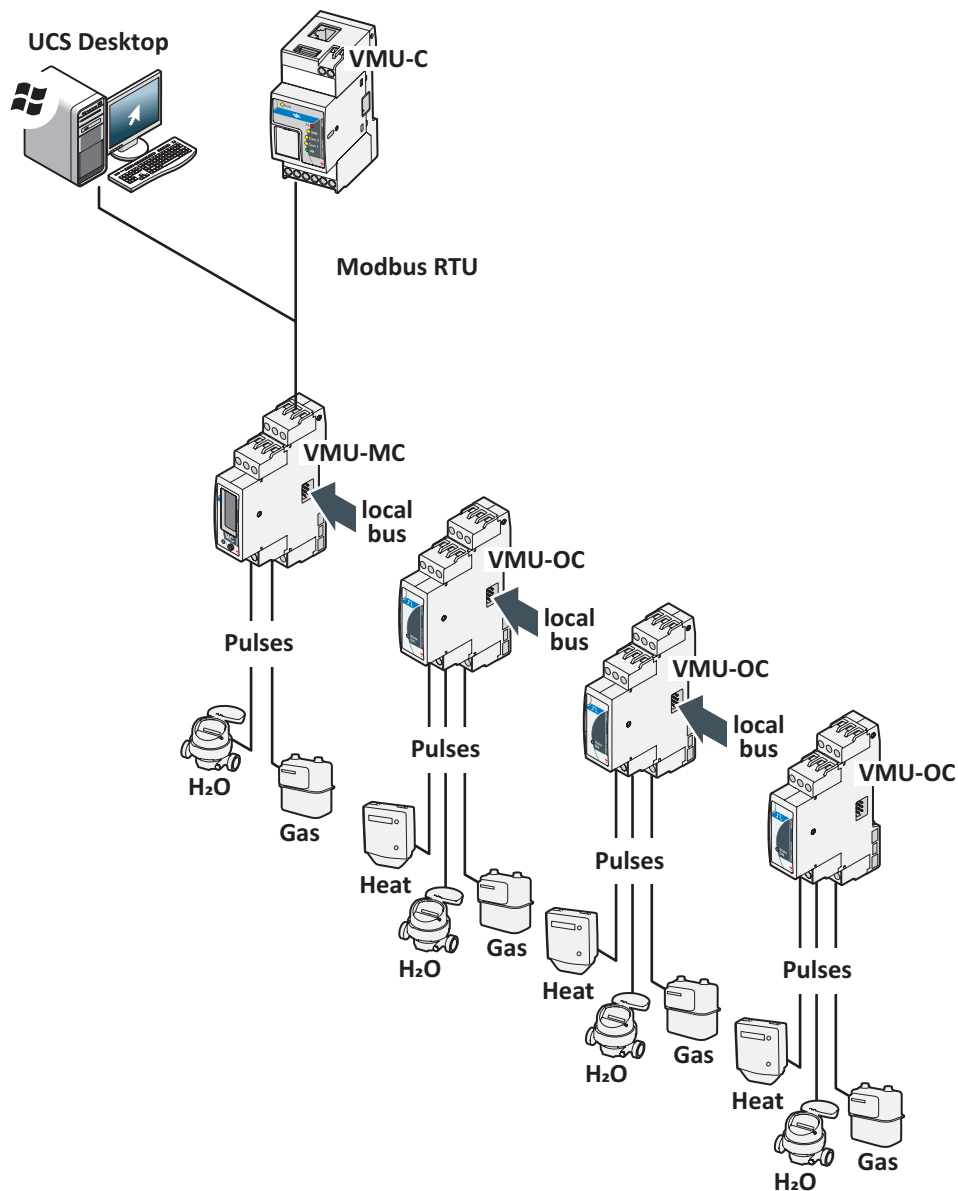 UCS Desktop
VMU-C
Modbus RTU
VMU-MC
local
bus
VMU-OC
local
bus
Pulses
VMU-OC
local
bus
H₂O
Pulses
VMU-OC
Gas
Heat
Pulses
H₂O
Gas
Heat
Pulses
H₂O
Gas
Heat
H₂O
Gas